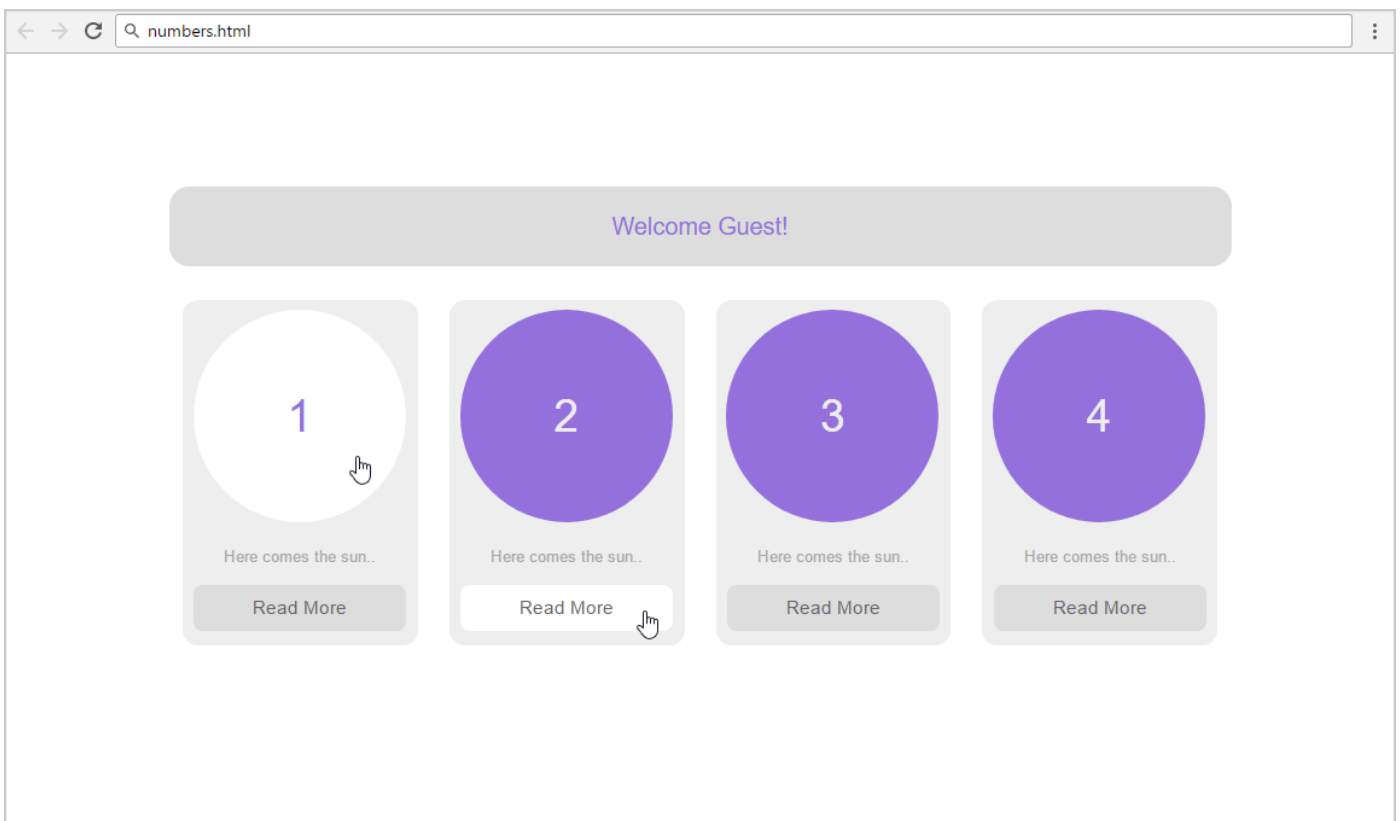 numbers.html
Welcome Guest!
1
2
3
4
Here comes the sun..
Here comes the sun..
Here comes the sun..
Here comes the sun..
Read More
Read More
Read More
Read More